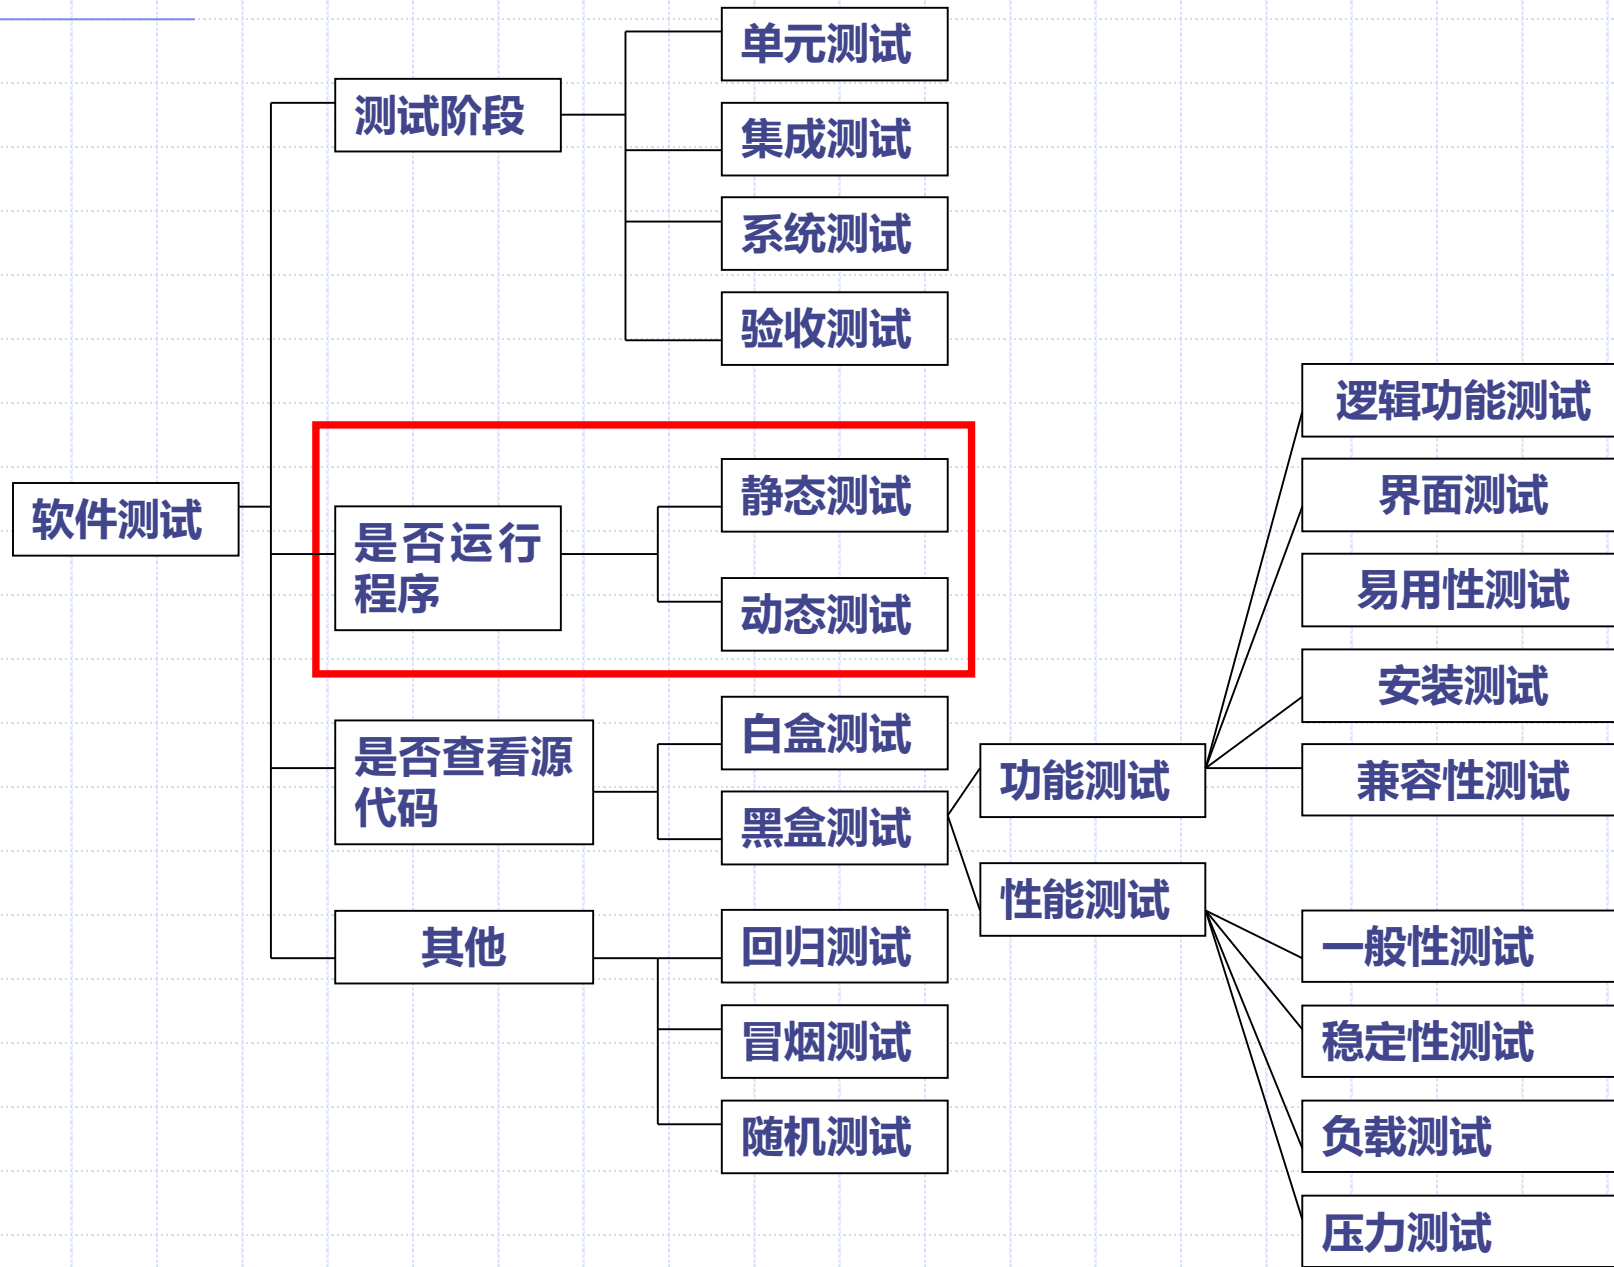 软件测试
测试阶段
单元测试
集成测试
系统测试
验收测试
是否运行
程序
静态测试
动态测试
是否查看源
代码
白盒测试
黑盒测试
功能测试
逻辑功能测试
界面测试
易用性测试
安装测试
兼容性测试
性能测试
一般性测试
稳定性测试
负载测试
压力测试
其他
回归测试
冒烟测试
随机测试